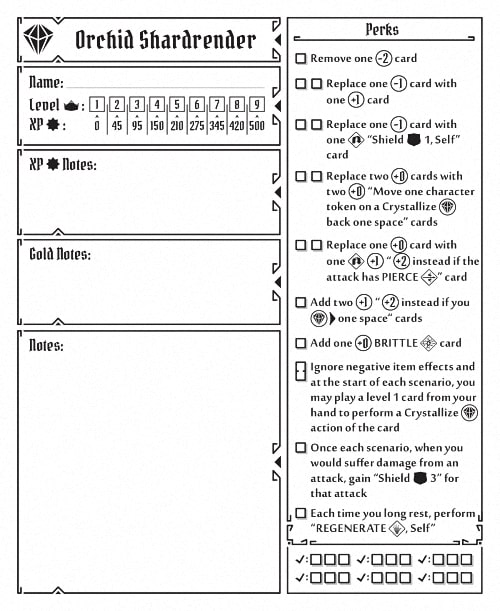 Orchid Shardrender
Name:
Level :
1 2 3 4 5 6 7 8 9
XP :
0 45 95 150 210 275 345 420 500
XP Notes:
Gold Notes:
Notes:
Perks
Remove one -2 card
Replace one -1 card with
one +1 card
Replace one -1 card with
one "Shield 1, Self"
card
Replace two +0 cards with
two +0 "Move one character
token on a Crystallize
back one space" cards
Replace one +0 card with
one +1 "+2 instead if the
attack has PIERCE " card
Add two +1 "+2 instead if you
one space" cards
Add one +0 BRITTLE card
Ignore negative item effects and
at the start of each scenario, you
may play a level 1 card from your
hand to perform a Crystallize
action of the card
Once each scenario, when you
would suffer damage from an
attack, gain "Shield 3" for
that attack
Each time you long rest, perform
"REGENERATE , Self"
: : :
: : :